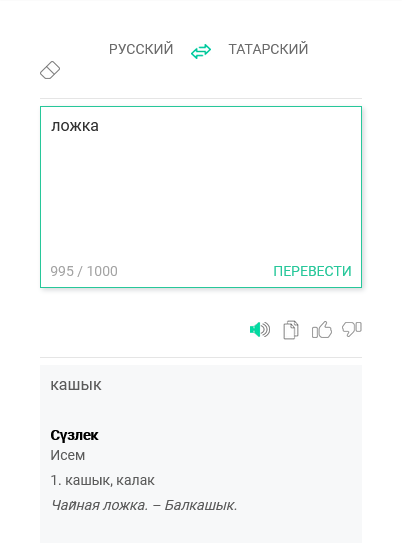 РУССКИЙ ТАТАРСКИЙ
ложка
995 / 1000 ПЕРЕВЕСТИ
кашык
Сүзлек
Исем
1. кашык, калак
Чайная ложка. – Балкашык.